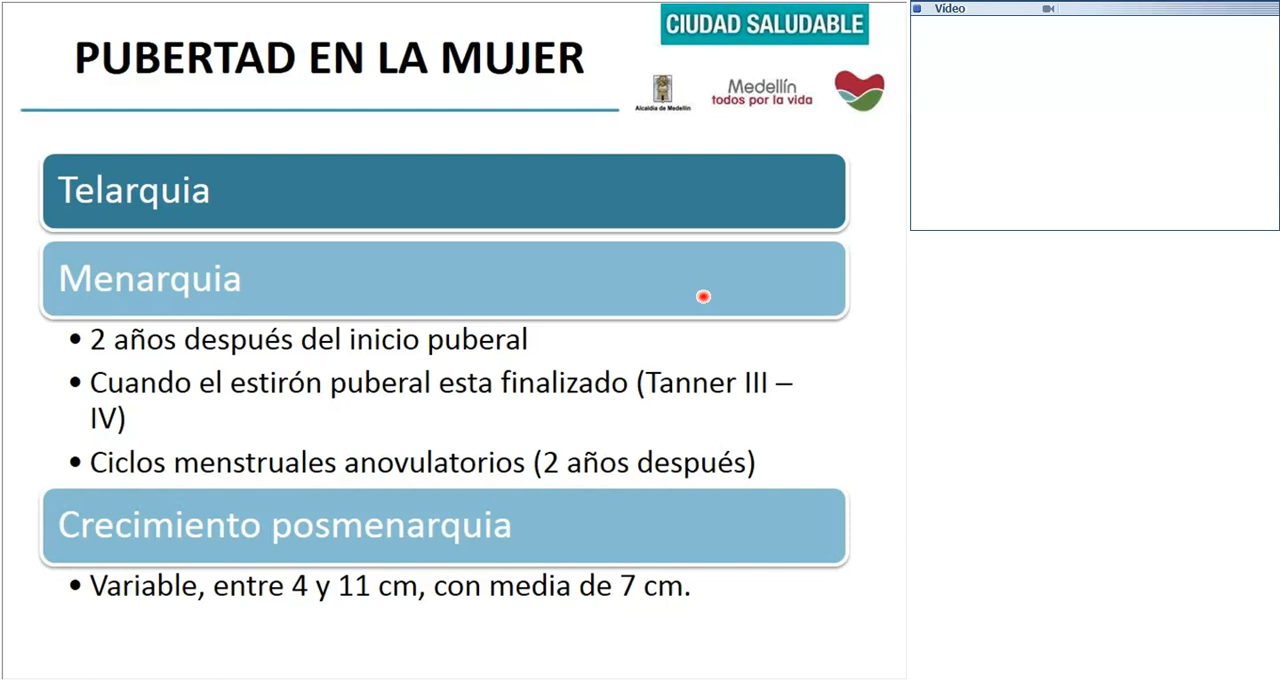 PUBERTAD EN LA MUJER
CIUDAD SALUDABLE
Alcaldía de Medellín
Medellín
todos por la vida
Vídeo
Telarquia
Menarquia
• 2 años después del inicio puberal
• Cuando el estirón puberal esta finalizado (Tanner III –
IV)
• Ciclos menstruales anovulatorios (2 años después)
Crecimiento posmenarquia
• Variable, entre 4 y 11 cm, con media de 7 cm.